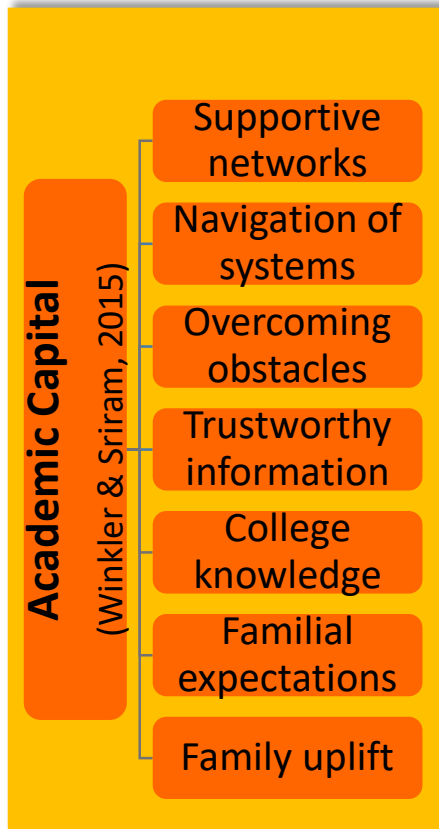 Academic Capital
(Winkler & Sriram, 2015)
Supportive
networks
Navigation of
systems
Overcoming
obstacles
Trustworthy
information
College
knowledge
Familial
expectations
Family uplift